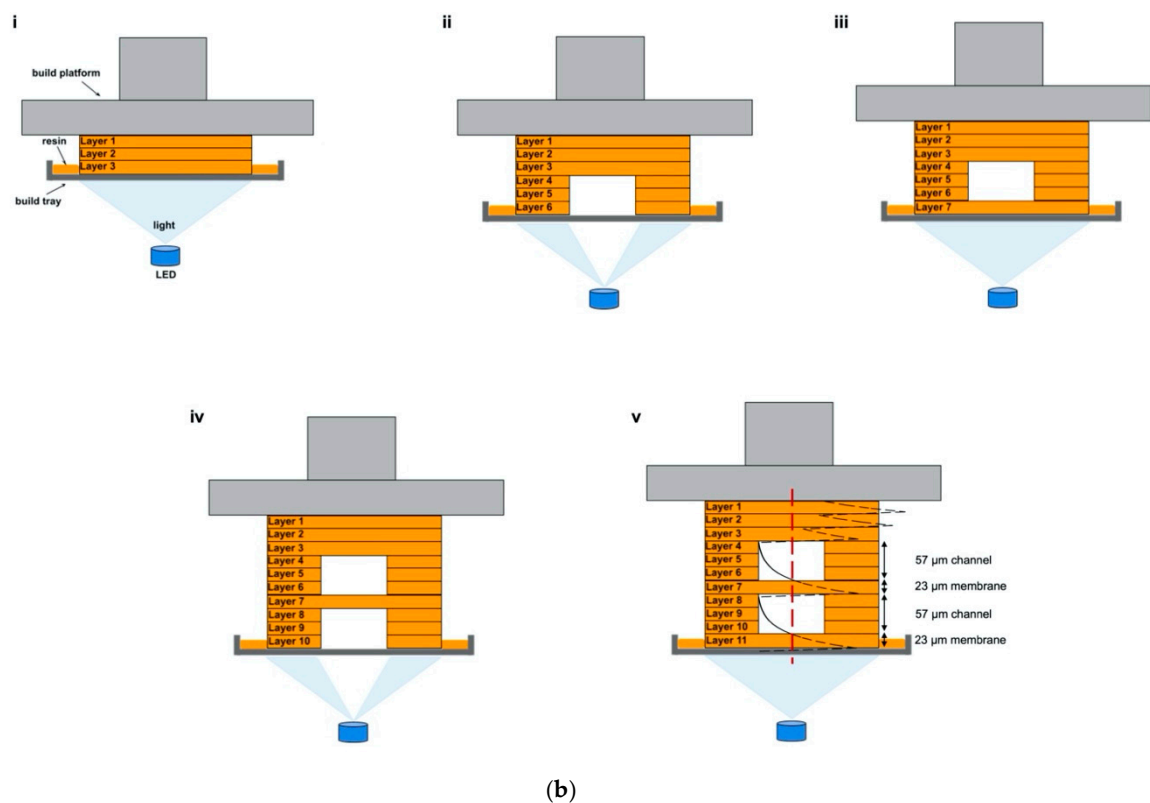 i
build platform
resin
build tray
Layer 1
Layer 2
Layer 3
light
LED
ii
Layer 1
Layer 2
Layer 3
Layer 4
Layer 5
Layer 6
iii
Layer 1
Layer 2
Layer 3
Layer 4
Layer 5
Layer 6
Layer 7
iv
Layer 1
Layer 2
Layer 3
Layer 4
Layer 5
Layer 6
Layer 7
Layer 8
Layer 9
Layer 10
v
Layer 1
Layer 2
Layer 3
Layer 4
Layer 5
Layer 6
Layer 7
Layer 8
Layer 9
Layer 10
Layer 11
57 µm channel
23 µm membrane
57 µm channel
23 µm membrane
(b)